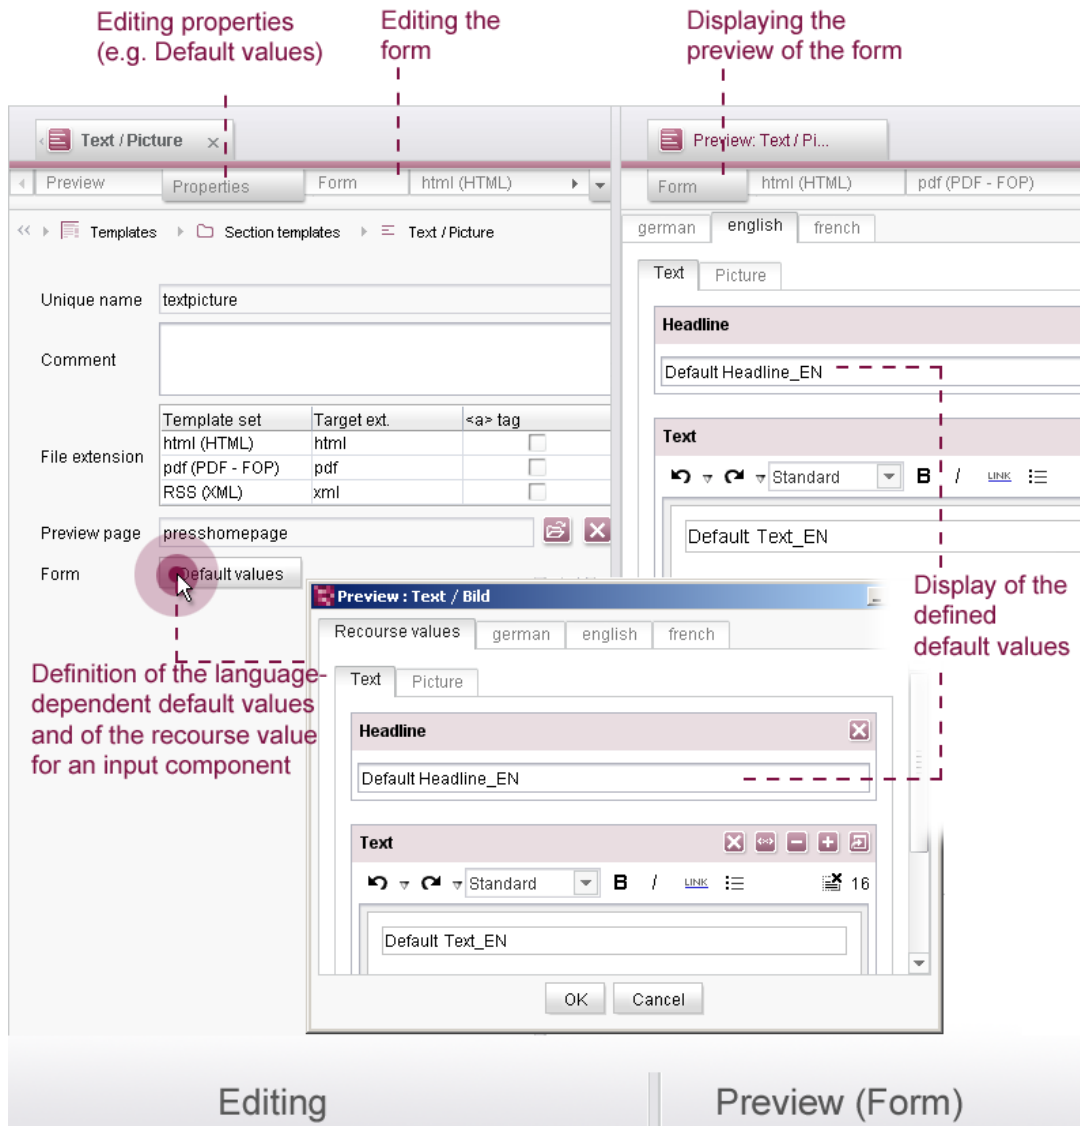 Editing properties
(e.g. Default values)
Editing the
form
Displaying the
preview of the form
Text / Picture
Preview: Text / Pi...
Preview
Properties
Form
html (HTML)
Form
html (HTML)
pdf (PDF - FOP)
Templates
Section templates
Text / Picture
german
english
french
Text
Picture
Unique name
textpicture
Headline
Comment
Default Headline_EN
File extension
Template set
Target ext.
<a> tag
html (HTML)
html
pdf (PDF - FOP)
pdf
RSS (XML)
xml
Text
Standard
B
I
LINK
Preview page
presshomepage
Default Text_EN
Form
Default values
Display of the
defined
default values
Definition of the language-
dependent default values
and of the recourse value
for an input component
Preview : Text / Bild
Recourse values
german
english
french
Text
Picture
Headline
Default Headline_EN
Text
Standard
B
I
LINK
16
Default Text_EN
OK
Cancel
Editing
Preview (Form)